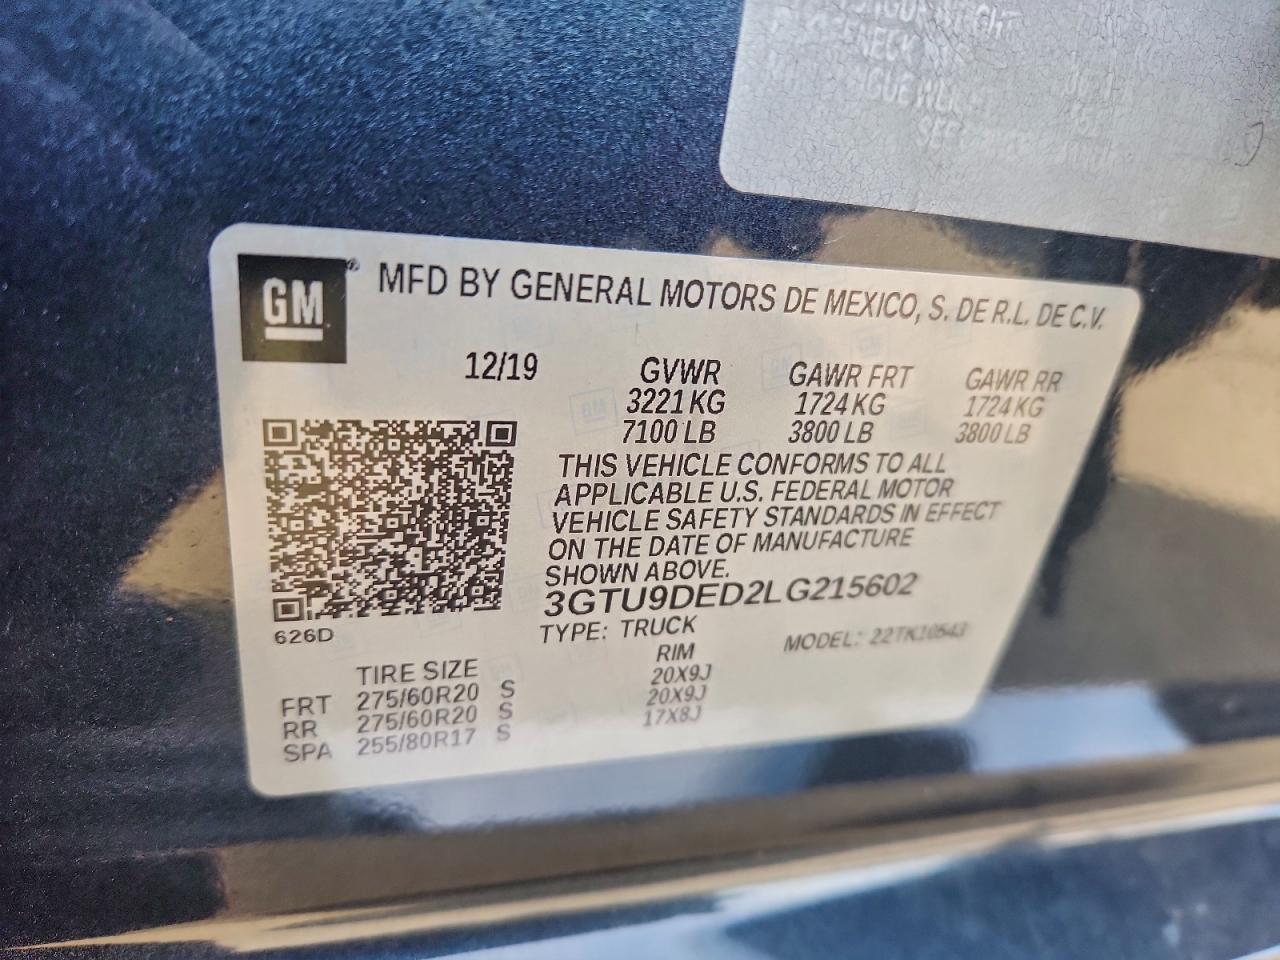 GM
MFD BY GENERAL MOTORS DE MEXICO, S. DE R.L. DE C.V.
12/19 GVWR GAWR FRT GAWR RR
3221 KG 1724 KG 1724 KG
7100 LB 3800 LB 3800 LB
THIS VEHICLE CONFORMS TO ALL
APPLICABLE U.S. FEDERAL MOTOR
VEHICLE SAFETY STANDARDS IN EFFECT
ON THE DATE OF MANUFACTURE
SHOWN ABOVE.
3GTU9DED2LG215602
626D
TYPE: TRUCK MODEL: 22TK10543
TIRE SIZE RIM
FRT 275/60R20 S 20X9J
RR 275/60R20 S 20X9J
SPA 255/80R17 S 17X8J